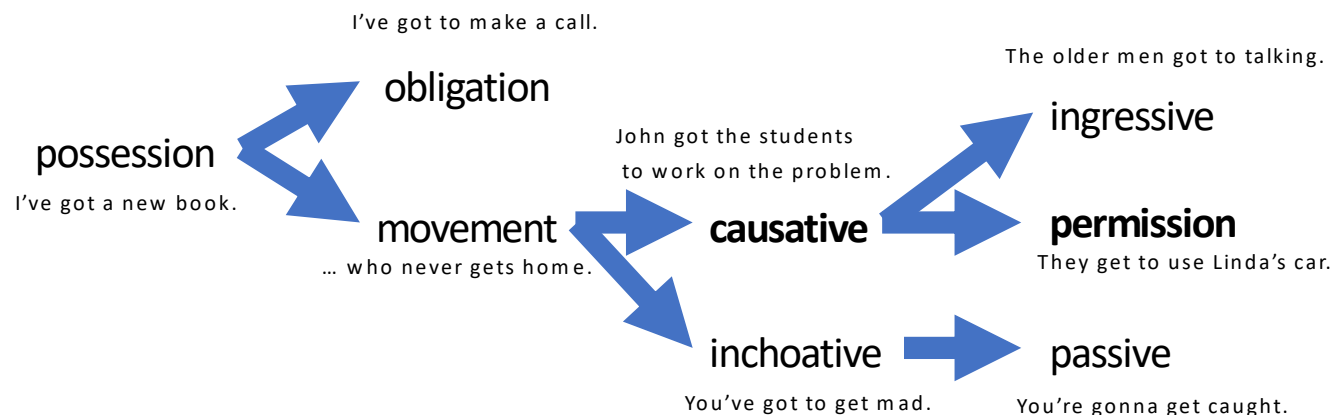 I've got to make a call.
obligation
The older men got to talking.
ingressive
possession
I've got a new book.
John got the students
to work on the problem.
movement
… who never gets home.
causative
permission
They get to use Linda's car.
inchoative
You've got to get mad.
passive
You're gonna get caught.